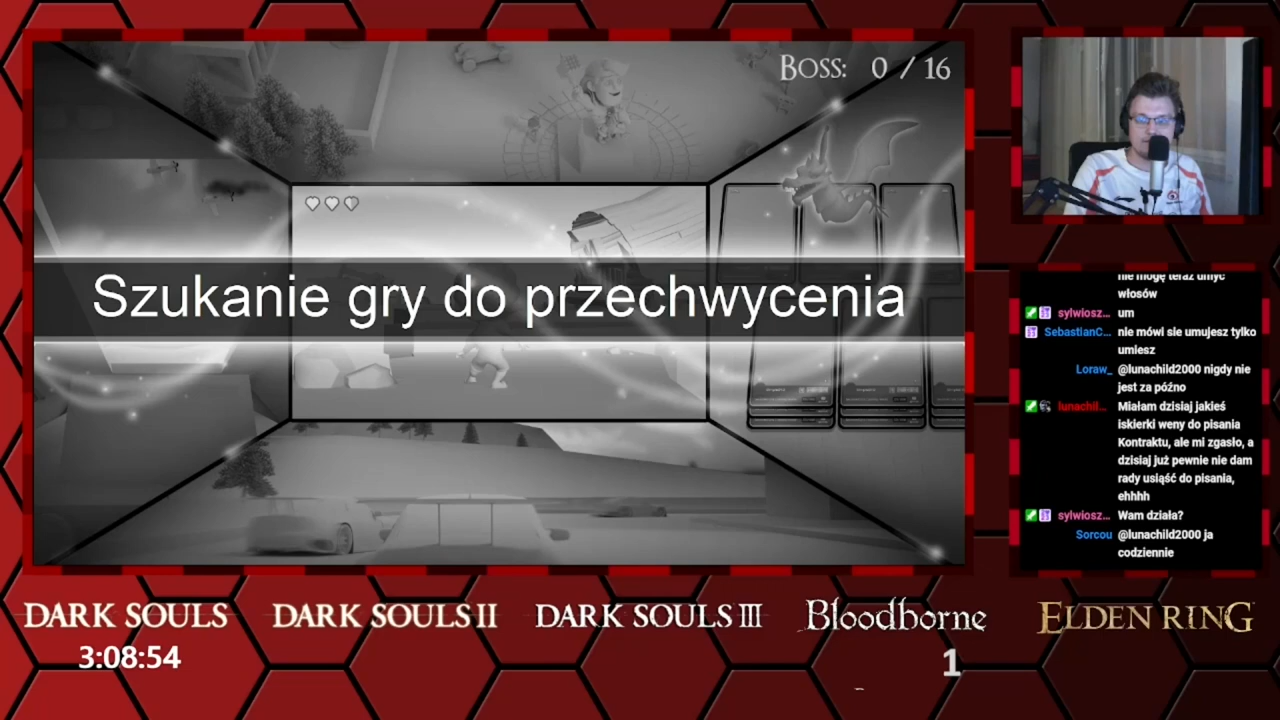 Boss: 0 / 16
Szukanie gry do przechwycenia
nie mogę teraz umyć
włosów
sylwiosz... um
SebastianC... nie mówi sie umujesz tylko
umiesz
Loraw_ @lunachild2000 nigdy nie
jest za późno
lunachil... Miałam dzisiaj jakieś
iskierki weny do pisania
Kontraktu, ale mi zgasło, a
dzisiaj już pewnie nie dam
rady usiąść do pisania,
ehhhh
sylwiosz... Wam działa?
Sorcou @lunachild2000 ja
codziennie
DARK SOULS DARK SOULS II DARK SOULS III Bloodborne ELDEN RING
3:08:54 1